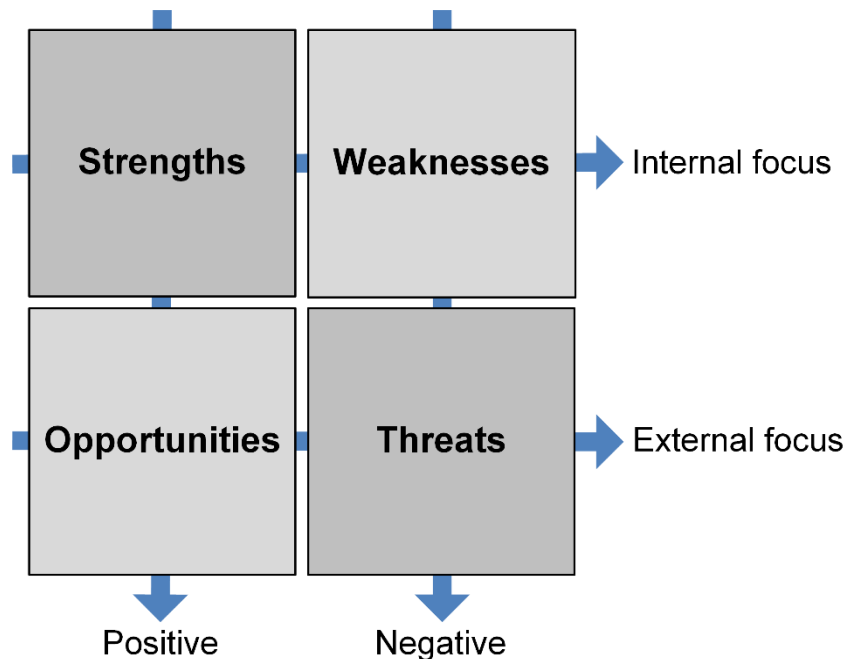 Strengths
Weaknesses
Internal focus
Opportunities
Threats
External focus
Positive
Negative